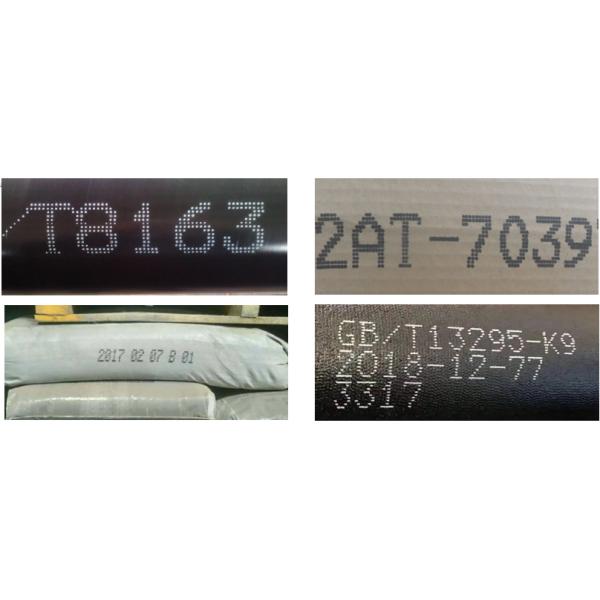 /T8163
2AT-7039
2017 02 07 B 01
GB/T13295-K9
2018-12-77
3317